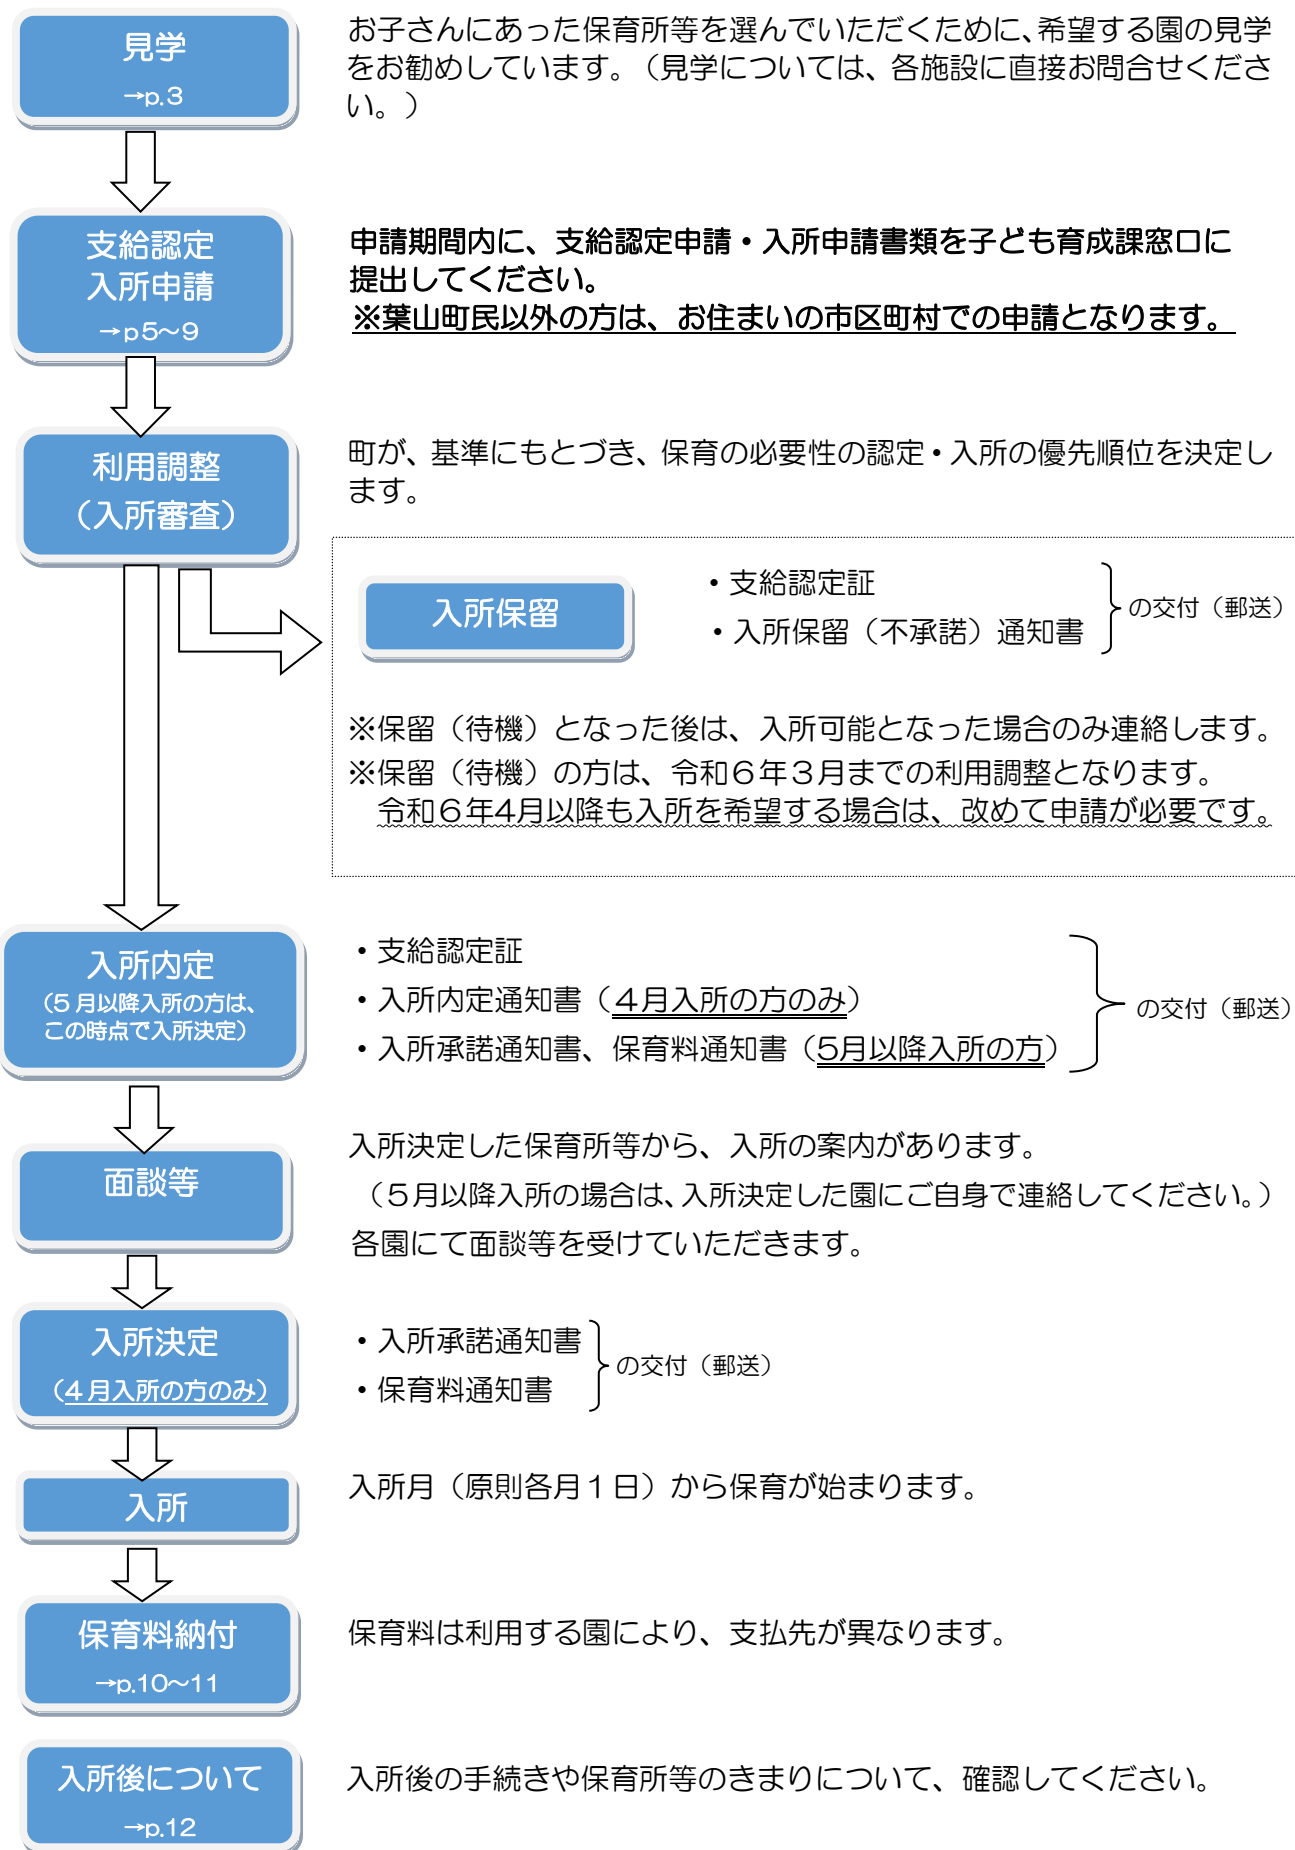 見学
→p.3
お子さんにあった保育所等を選んでいただくために、希望する園の見学
をお勧めしています。（見学については、各施設に直接お問合せくださ
い。）
支給認定
入所申請
→p5～9
申請期間内に、支給認定申請・入所申請書類を子ども育成課窓口に
提出してください。
※葉山町民以外の方は、お住まいの市区町村での申請となります。
利用調整
（入所審査）
町が、基準にもとづき、保育の必要性の認定・入所の優先順位を決定し
ます。
入所保留
・支給認定証
・入所保留（不承諾）通知書
の交付（郵送）
※保留（待機）となった後は、入所可能となった場合のみ連絡します。
※保留（待機）の方は、令和６年３月までの利用調整となります。
令和６年4月以降も入所を希望する場合は、改めて申請が必要です。
入所内定
（5月以降入所の方は、
この時点で入所決定）
・支給認定証
・入所内定通知書（４月入所の方のみ）
・入所承諾通知書、保育料通知書（5月以降入所の方）
の交付（郵送）
面談等
入所決定した保育所等から、入所の案内があります。
（５月以降入所の場合は、入所決定した園にご自身で連絡してください。）
各園にて面談等を受けていただきます。
入所決定
（4月入所の方のみ）
・入所承諾通知書
・保育料通知書
の交付（郵送）
入所
入所月（原則各月１日）から保育が始まります。
保育料納付
→p.10～11
保育料は利用する園により、支払先が異なります。
入所後について
→p.12
入所後の手続きや保育所等のきまりについて、確認してください。